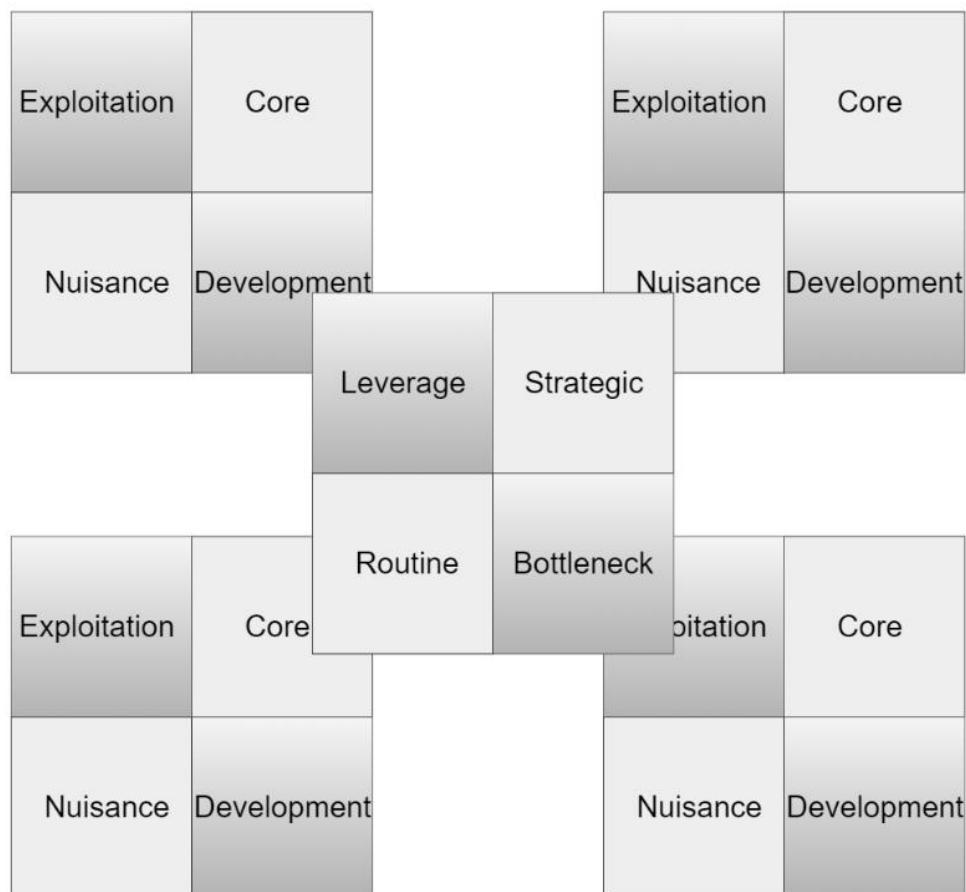 Exploitation Core Exploitation Core
Nuisance Development Nuisance Development
Leverage Strategic
Routine Bottleneck
Exploitation Core oitation Core
Nuisance Development Nuisance Development